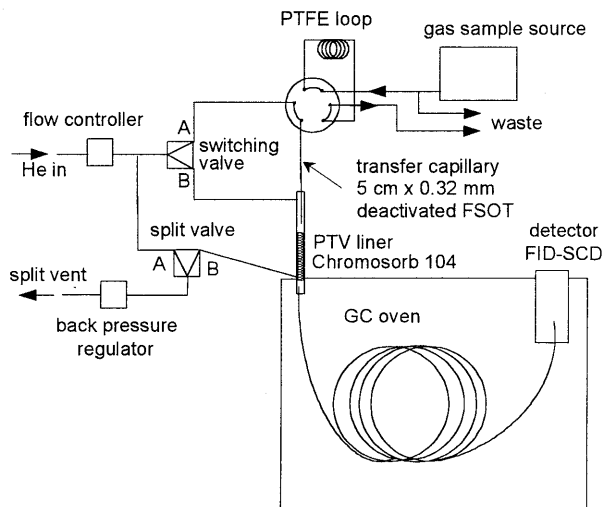 PTFE loop
gas sample source
flow controller
A
switching
valve
He in
B
waste
transfer capillary
5 cm x 0.32 mm
deactivated FSOT
split valve
A
B
PTV liner
Chromosorb 104
detector
FID-SCD
split vent
back pressure
regulator
GC oven